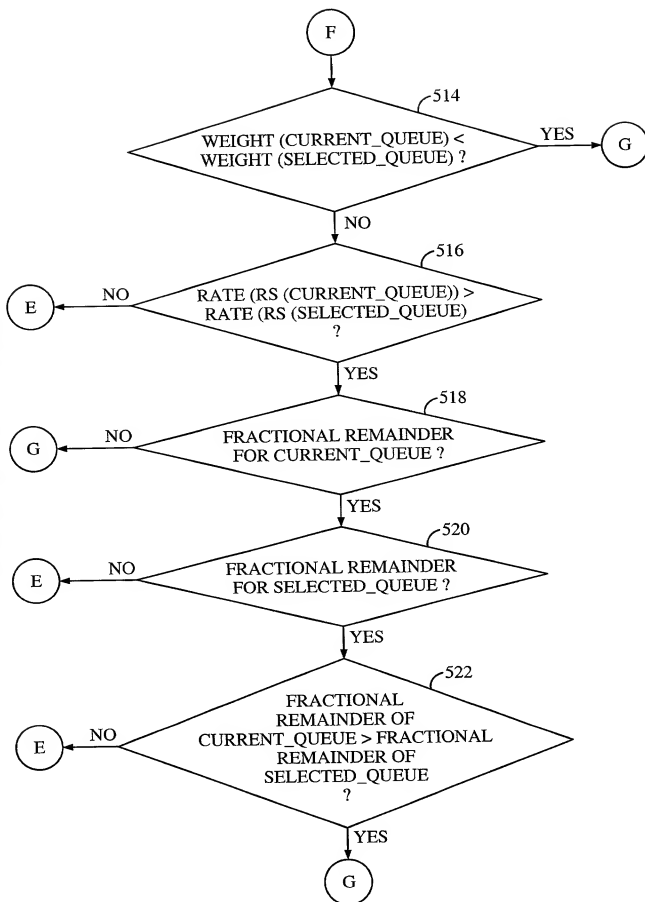 F
514
WEIGHT (CURRENT_QUEUE) <
WEIGHT (SELECTED_QUEUE) ?
YES
G
NO
516
RATE (RS (CURRENT_QUEUE)) >
RATE (RS (SELECTED_QUEUE)
?
NO
E
YES
518
FRACTIONAL REMAINDER
FOR CURRENT_QUEUE ?
NO
G
YES
520
FRACTIONAL REMAINDER
FOR SELECTED_QUEUE ?
NO
E
YES
522
FRACTIONAL
REMAINDER OF
CURRENT_QUEUE > FRACTIONAL
REMAINDER OF
SELECTED_QUEUE
?
NO
E
YES
G